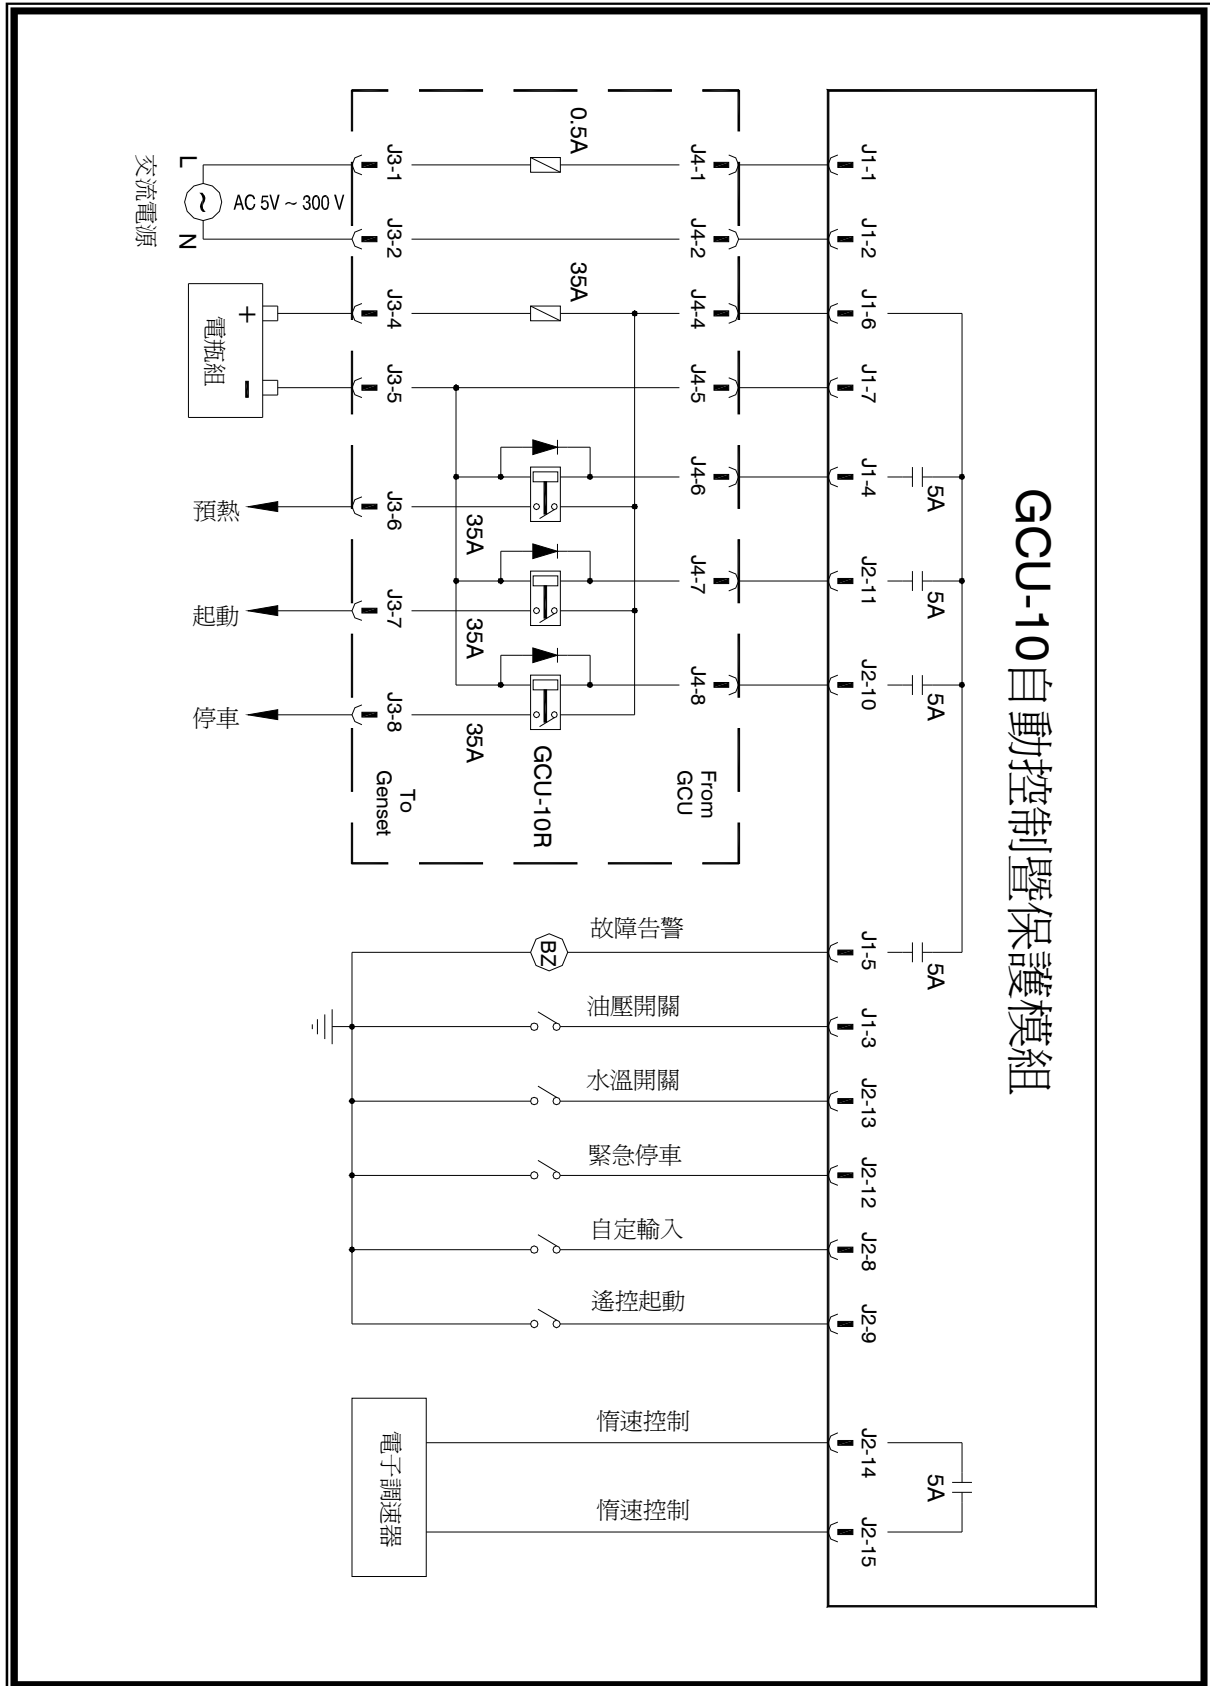 GCU-10自動控制暨保護模組
J1-1
J1-2
J1-6
J1-7
J1-4
J2-11
J2-10
J1-5
J1-3
J2-13
J2-12
J2-8
J2-9
J2-14
J2-15
5A
5A
5A
5A
5A
J4-1
J4-2
J4-4
J4-5
J4-6
J4-7
J4-8
From
GCU
0.5A
35A
GCU-10R
35A
35A
35A
J3-1
J3-2
J3-4
J3-5
J3-6
J3-7
J3-8
To
Genset
L
N
~
AC 5V ~ 300 V
交流電源
+
-
電瓶組
預熱
起動
停車
故障告警
BZ
油壓開關
水溫開關
緊急停車
自定輸入
遙控起動
惰速控制
惰速控制
電子調速器